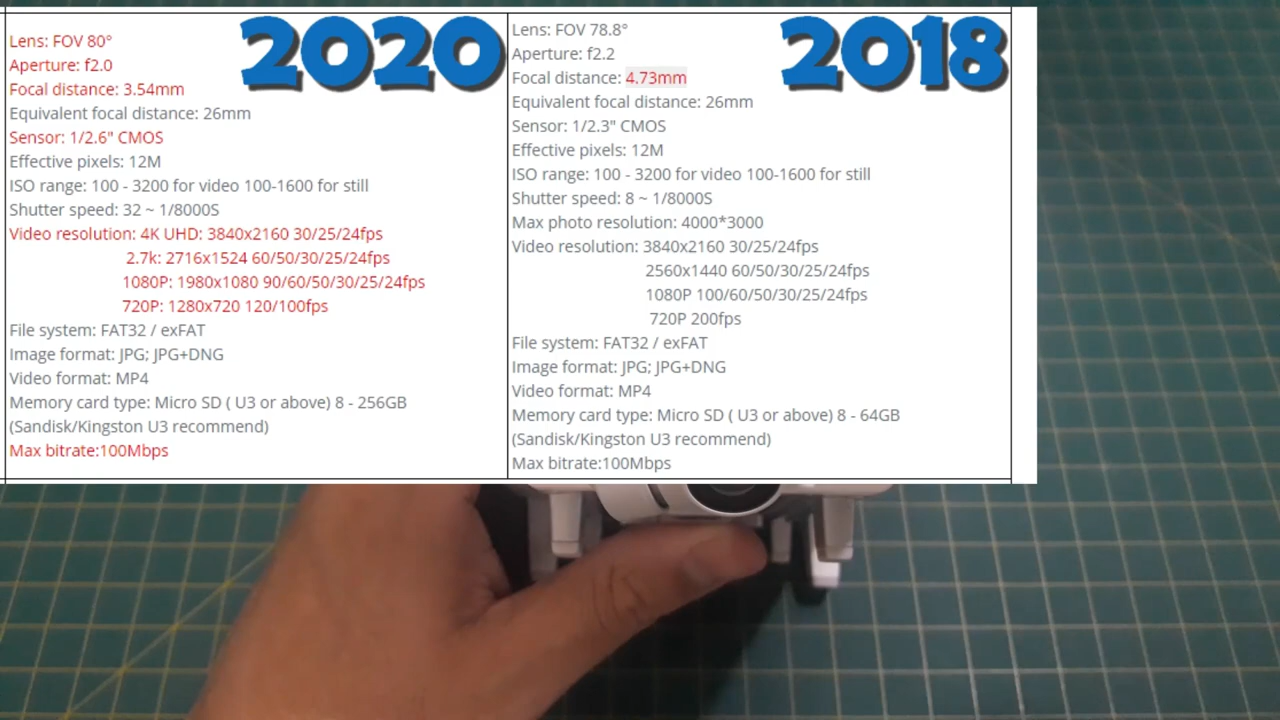 2020
Lens: FOV 80°
Aperture: f2.0
Focal distance: 3.54mm
Equivalent focal distance: 26mm
Sensor: 1/2.6" CMOS
Effective pixels: 12M
ISO range: 100 - 3200 for video 100-1600 for still
Shutter speed: 32 ~ 1/8000S
Video resolution: 4K UHD: 3840x2160 30/25/24fps
2.7k: 2716x1524 60/50/30/25/24fps
1080P: 1980x1080 90/60/50/30/25/24fps
720P: 1280x720 120/100fps
File system: FAT32 / exFAT
Image format: JPG; JPG+DNG
Video format: MP4
Memory card type: Micro SD ( U3 or above) 8 - 256GB
(Sandisk/Kingston U3 recommend)
Max bitrate:100Mbps
2018
Lens: FOV 78.8°
Aperture: f2.2
Focal distance: 4.73mm
Equivalent focal distance: 26mm
Sensor: 1/2.3" CMOS
Effective pixels: 12M
ISO range: 100 - 3200 for video 100-1600 for still
Shutter speed: 8 ~ 1/8000S
Max photo resolution: 4000*3000
Video resolution: 3840x2160 30/25/24fps
2560x1440 60/50/30/25/24fps
1080P 100/60/50/30/25/24fps
720P 200fps
File system: FAT32 / exFAT
Image format: JPG; JPG+DNG
Video format: MP4
Memory card type: Micro SD ( U3 or above) 8 - 64GB
(Sandisk/Kingston U3 recommend)
Max bitrate:100Mbps